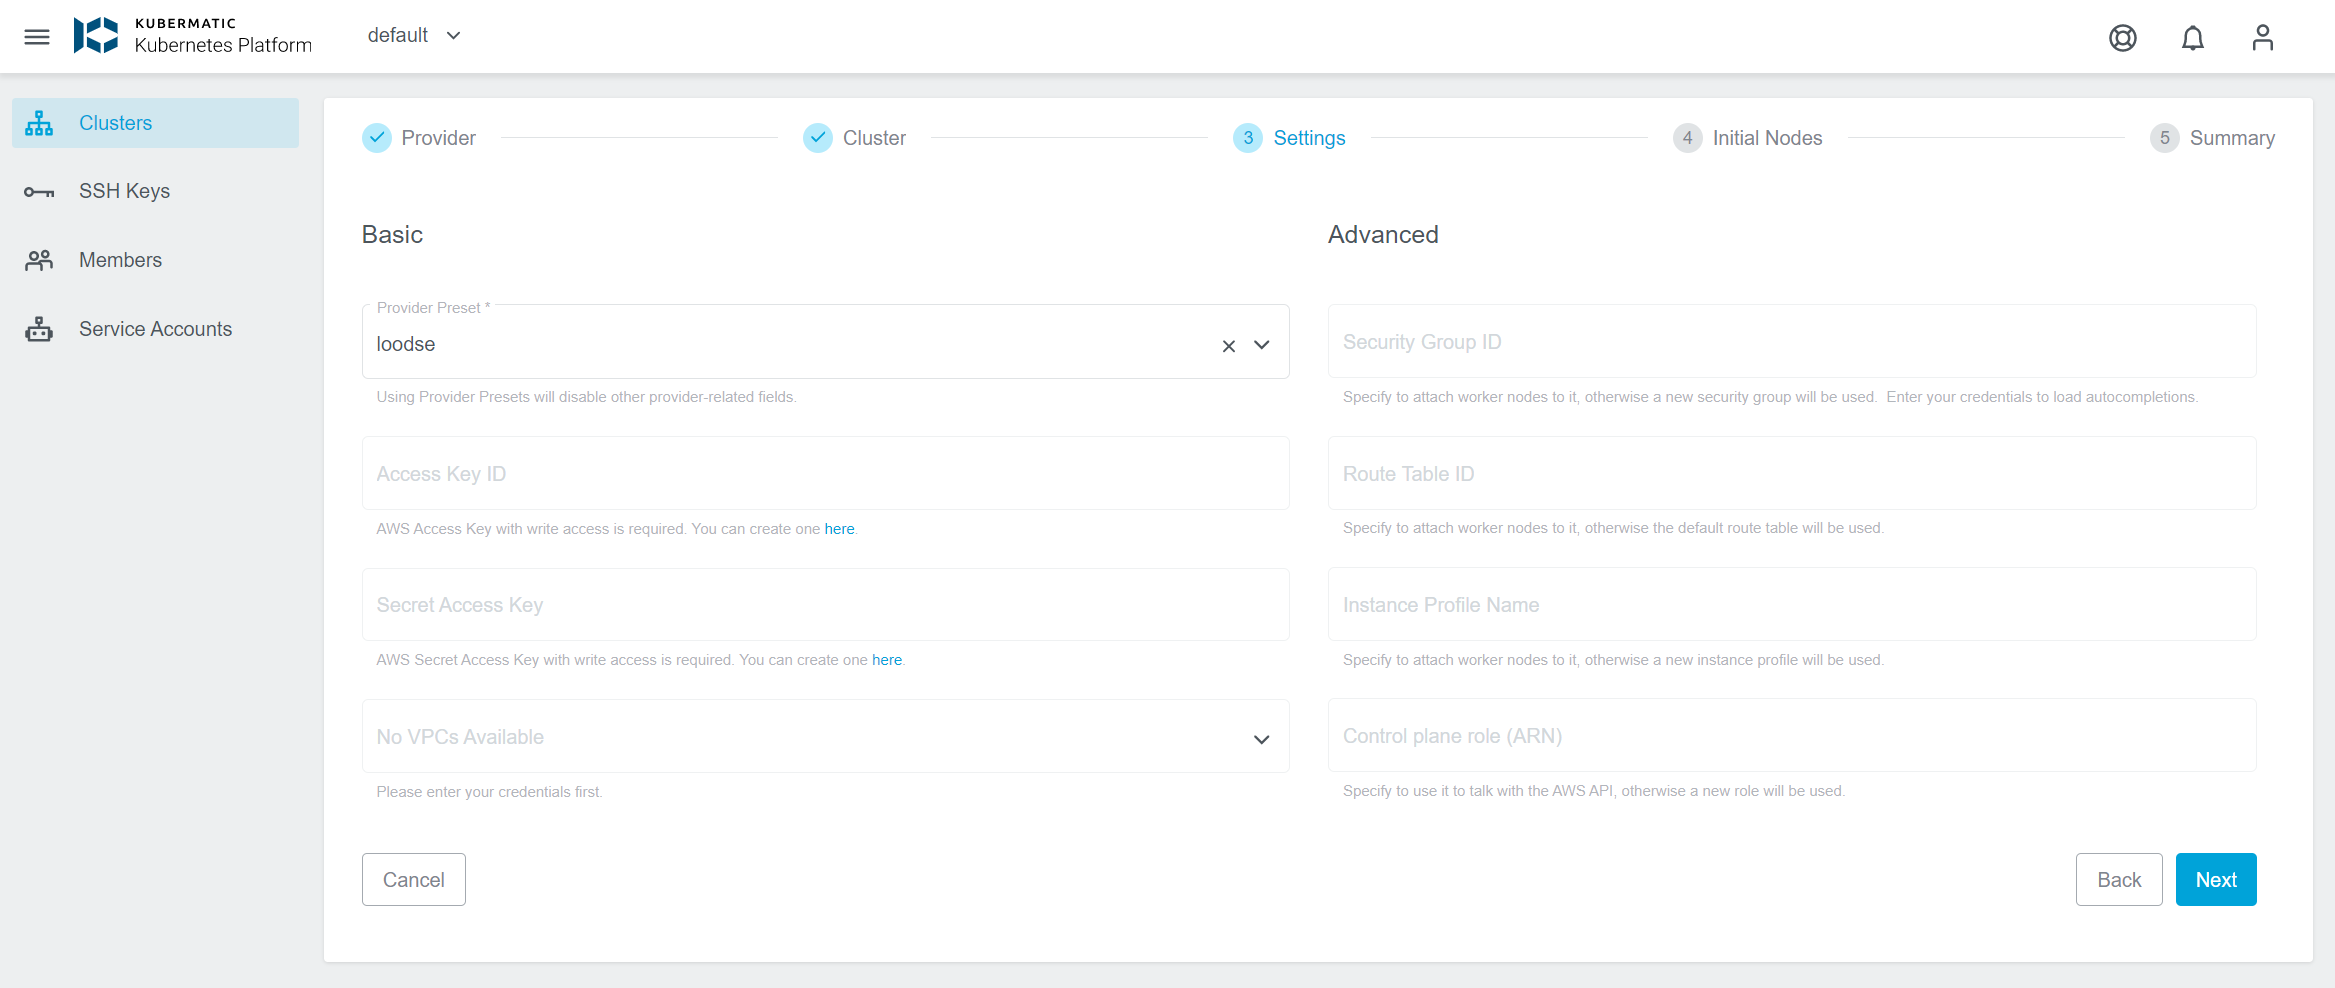 KUBERMATIC
Kubernetes Platform
default
Clusters
SSH Keys
Members
Service Accounts
Provider
Cluster
3 Settings
4 Initial Nodes
5 Summary
Basic
Provider Preset *
loodse
Using Provider Presets will disable other provider-related fields.
Access Key ID
AWS Access Key with write access is required. You can create one here.
Secret Access Key
AWS Secret Access Key with write access is required. You can create one here.
No VPCs Available
Please enter your credentials first.
Advanced
Security Group ID
Specify to attach worker nodes to it, otherwise a new security group will be used. Enter your credentials to load autocompletions.
Route Table ID
Specify to attach worker nodes to it, otherwise the default route table will be used.
Instance Profile Name
Specify to attach worker nodes to it, otherwise a new instance profile will be used.
Control plane role (ARN)
Specify to use it to talk with the AWS API, otherwise a new role will be used.
Cancel
Back
Next